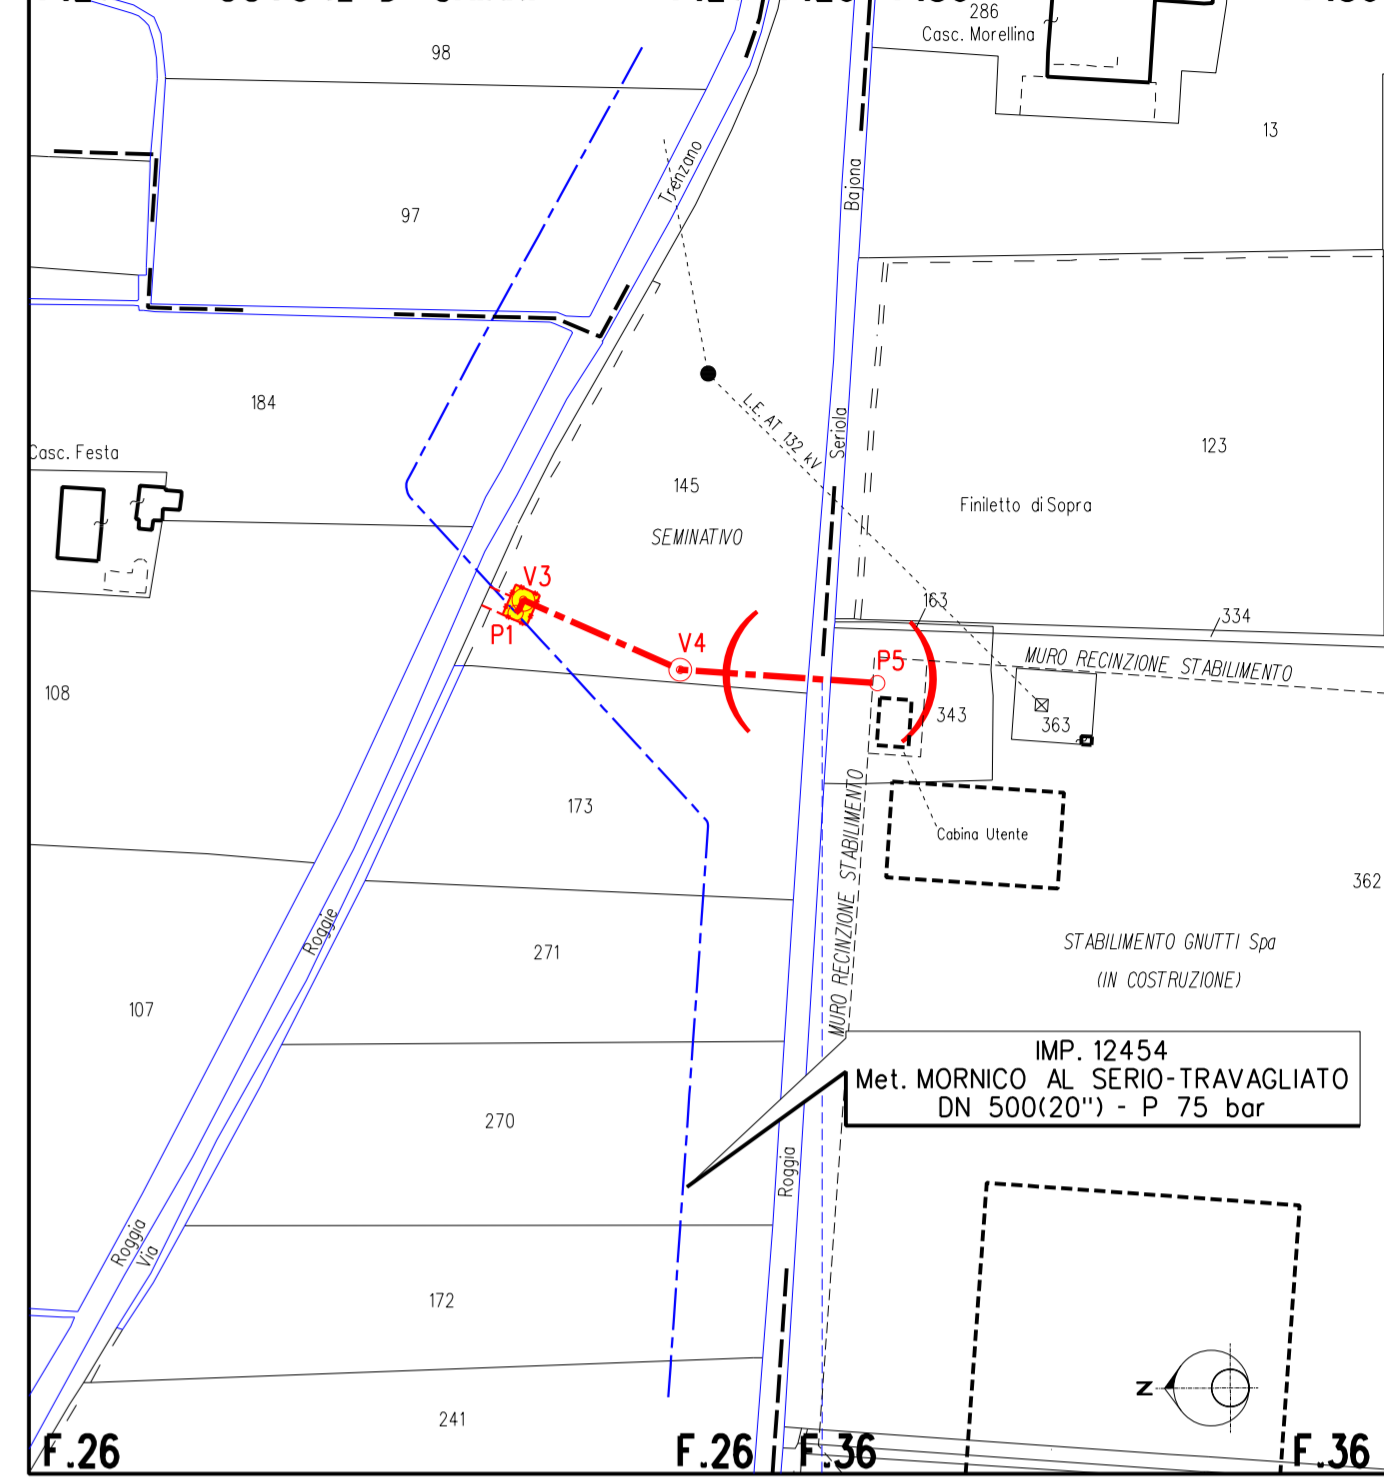 286
Casc. Morellina
98
13
Trenzano
Bajona
97
184
L.E. AT 132 kV
Seriola
123
Casc. Festa
145
SEMINATIVO
Finiletto di Sopra
V3
P1
163
334
V4
P5
MURO RECINZIONE STABILIMENTO
108
343
363
173
MURO RECINZIONE STABILIMENTO
Cabina Utente
362
Roggie
271
STABILIMENTO GNUTTI Spa
(IN COSTRUZIONE)
107
IMP. 12454
Met. MORNICO AL SERIO-TRAVAGLIATO
DN 500(20") - P 75 bar
270
Roggia
Roggia
Via
172
N
241
F.26
F.26
F.36
F.36